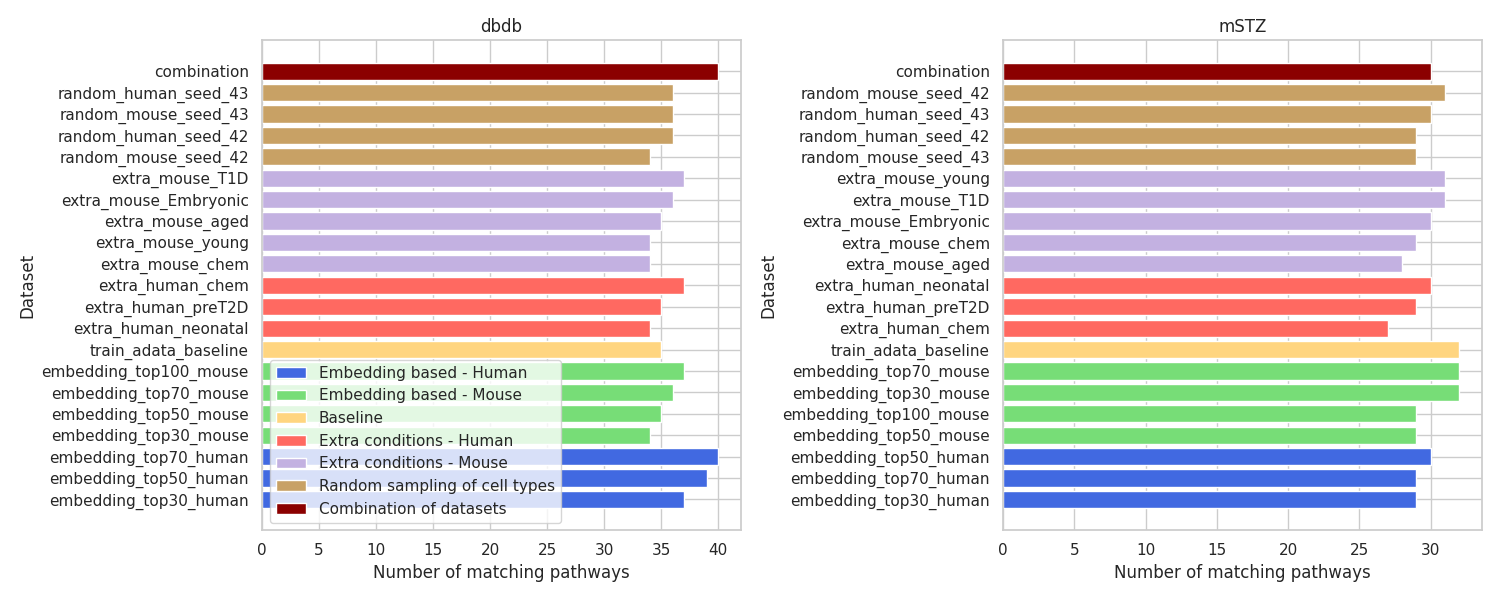 dbdb
Dataset
combination
random_human_seed_43
random_mouse_seed_43
random_human_seed_42
random_mouse_seed_42
extra_mouse_T1D
extra_mouse_Embryonic
extra_mouse_aged
extra_mouse_young
extra_mouse_chem
extra_human_chem
extra_human_preT2D
extra_human_neonatal
train_adata_baseline
embedding_top100_mouse
embedding_top70_mouse
embedding_top50_mouse
embedding_top30_mouse
embedding_top70_human
embedding_top50_human
embedding_top30_human
Embedding based - Human
Embedding based - Mouse
Baseline
Extra conditions - Human
Extra conditions - Mouse
Random sampling of cell types
Combination of datasets
0 5 10 15 20 25 30 35 40
Number of matching pathways
mSTZ
Dataset
combination
random_mouse_seed_42
random_human_seed_43
random_human_seed_42
random_mouse_seed_43
extra_mouse_young
extra_mouse_T1D
extra_mouse_Embryonic
extra_mouse_chem
extra_mouse_aged
extra_human_neonatal
extra_human_preT2D
extra_human_chem
train_adata_baseline
embedding_top70_mouse
embedding_top30_mouse
embedding_top100_mouse
embedding_top50_mouse
embedding_top50_human
embedding_top70_human
embedding_top30_human
0 5 10 15 20 25 30
Number of matching pathways